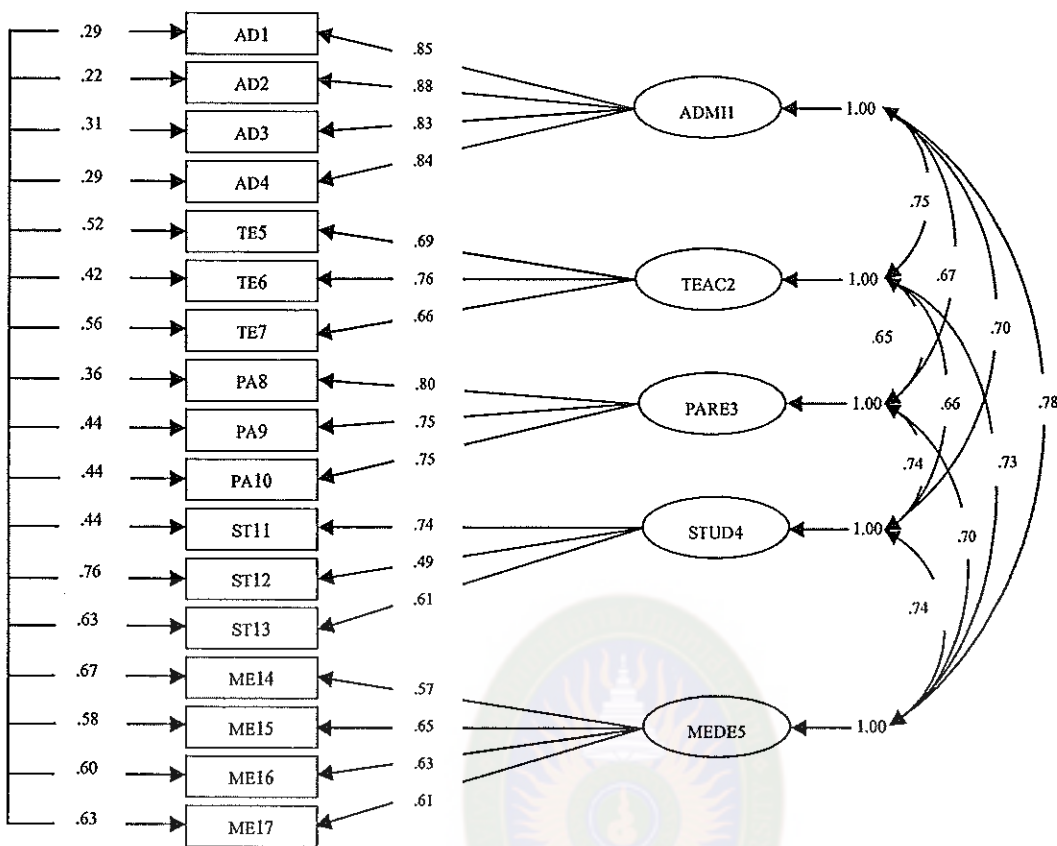 .29 AD1 .85
.22 AD2 .88 ADMI1 1.00
.31 AD3 .83
.29 AD4 .84
.75
.52 TE5 .69
.42 TE6 .76 TEAC2 1.00 .67
.56 TE7 .66
.65 .70
.36 PA8 .80
.44 PA9 .75 PARE3 1.00 .66 .78
.44 PA10 .75
.74 .73
.44 ST11 .74 STUD4 1.00 .70
.76 ST12 .49
.63 ST13 .61
.74
.67 ME14 .57
.58 ME15 .65 MEDE5 1.00
.60 ME16 .63
.63 ME17 .61